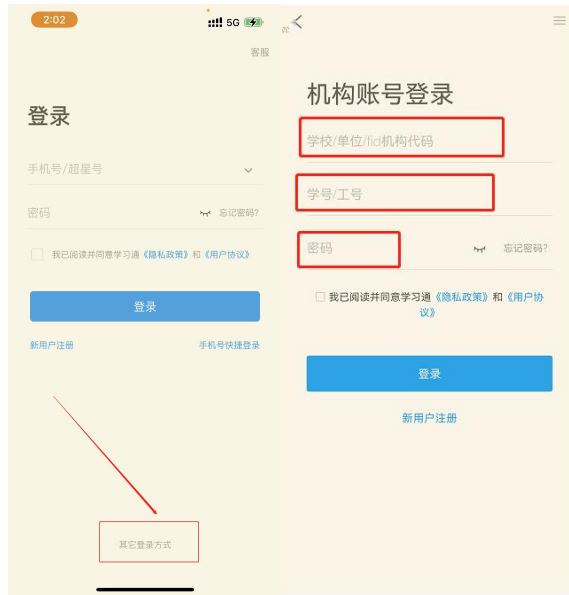 2:02
5G
客服
登录
手机号/超星号
密码
忘记密码?
我已阅读并同意学习通《隐私政策》和《用户协议》
登录
新用户注册
手机号快捷登录
其它登录方式
机构账号登录
学校/单位/fid机构代码
学号/工号
密码
忘记密码?
我已阅读并同意学习通《隐私政策》和《用户协
议》
登录
新用户注册